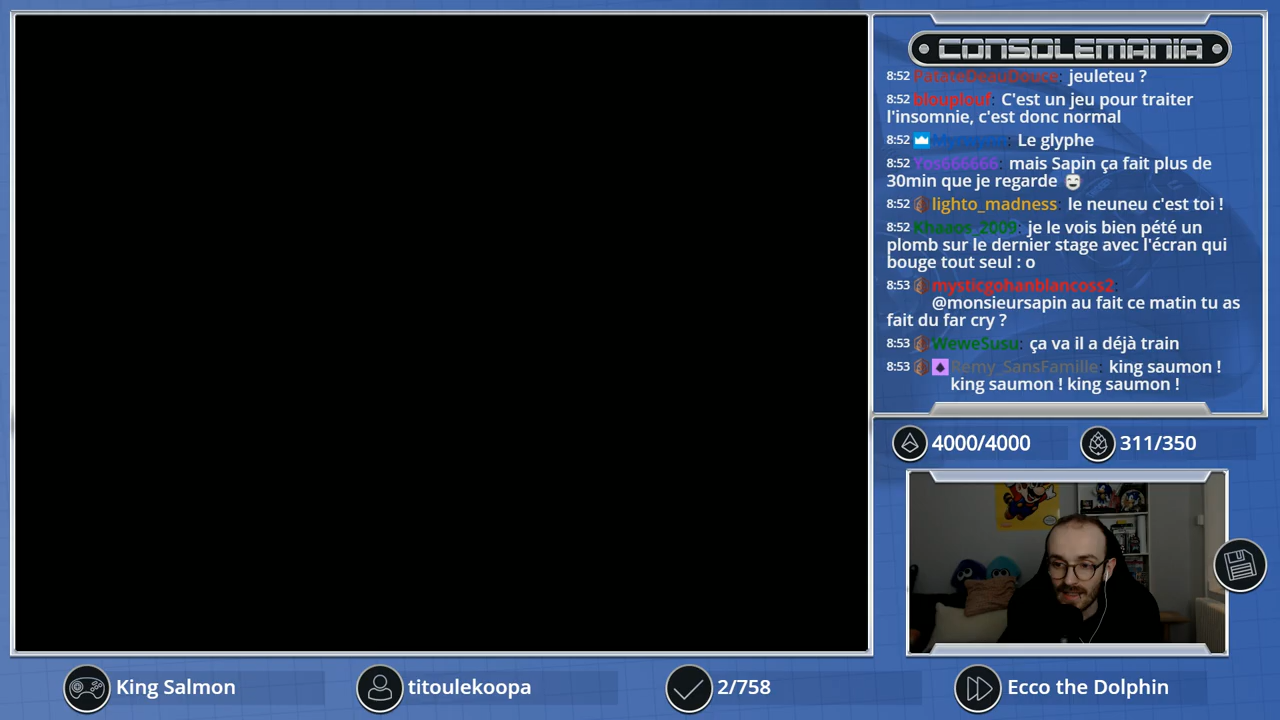 CONSOLEMANIA
8:52 PatateDeauDouce: jeuleteu ?
8:52 blouplouf: C'est un jeu pour traiter
l'insomnie, c'est donc normal
8:52 : Le glyphe
8:52 Yos666666: mais Sapin ça fait plus de
30min que je regarde
8:52 lighto_madness: le neuneu c'est toi !
8:52 Khaaos_2009: je le vois bien pété un
plomb sur le dernier stage avec l'écran qui
bouge tout seul : o
8:53 mysticgohanblancoss2:
@monsieursapin au fait ce matin tu as
fait du far cry ?
8:53 WeweSusu: ça va il a déjà train
8:53 Remy_SansFamille: king saumon !
king saumon ! king saumon !
4000/4000
311/350
King Salmon
titoulekoopa
2/758
Ecco the Dolphin